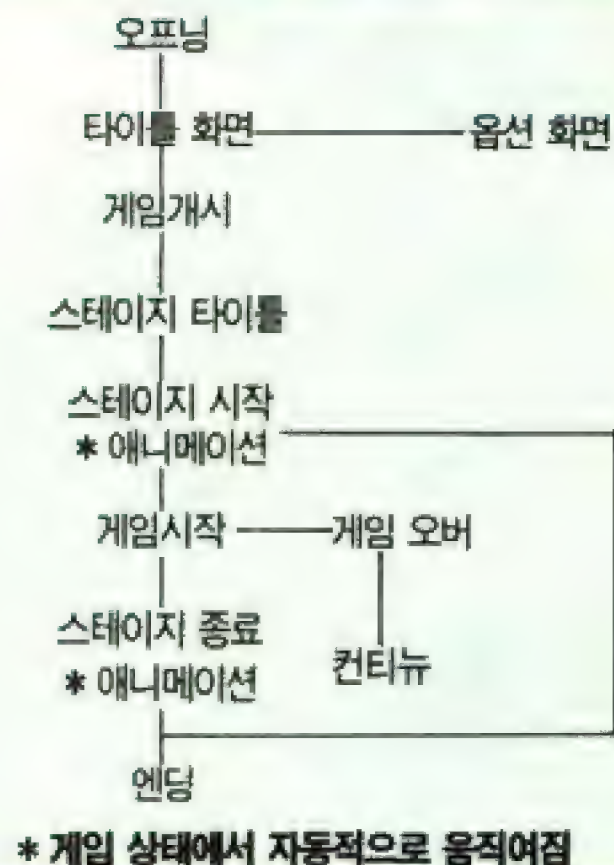 오프닝
타이틀 화면 옵션 화면
게임개시
스테이지 타이틀
스테이지 시작
* 애니메이션
게임시작 게임 오버
스테이지 종료
* 애니메이션 컨티뉴
엔딩
* 게임 상태에서 자동적으로 움직여짐